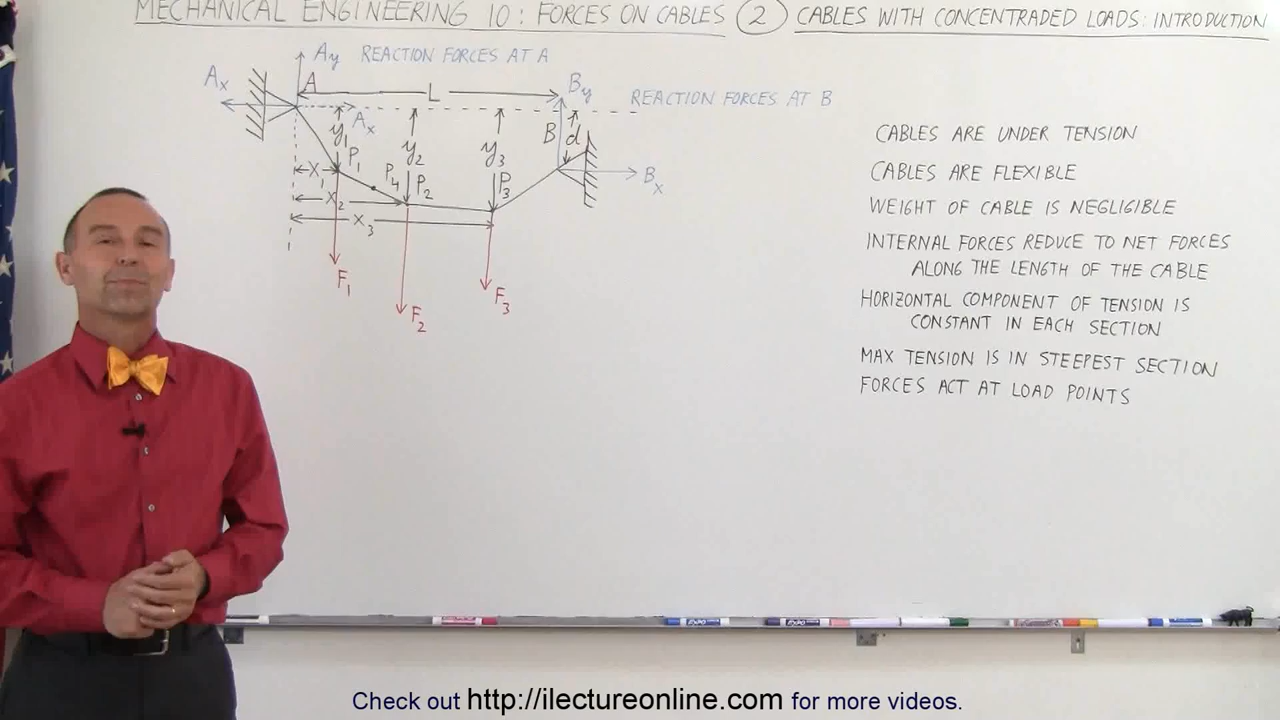 MECHANICAL ENGINEERING 10: FORCES ON CABLES (2) CABLES WITH CONCENTRADED LOADS: INTRODUCTION
Ay REACTION FORCES AT A
Ax A L By REACTION FORCES AT B
Ax B d
y1 y2 y3
P1 P4 P2 P3 Bx
x1
x2
x3
F1 F2 F3
CABLES ARE UNDER TENSION
CABLES ARE FLEXIBLE
WEIGHT OF CABLE IS NEGLIGIBLE
INTERNAL FORCES REDUCE TO NET FORCES
ALONG THE LENGTH OF THE CABLE
HORIZONTAL COMPONENT OF TENSION IS
CONSTANT IN EACH SECTION
MAX TENSION IS IN STEEPEST SECTION
FORCES ACT AT LOAD POINTS
Check out http://ilectureonline.com for more videos.